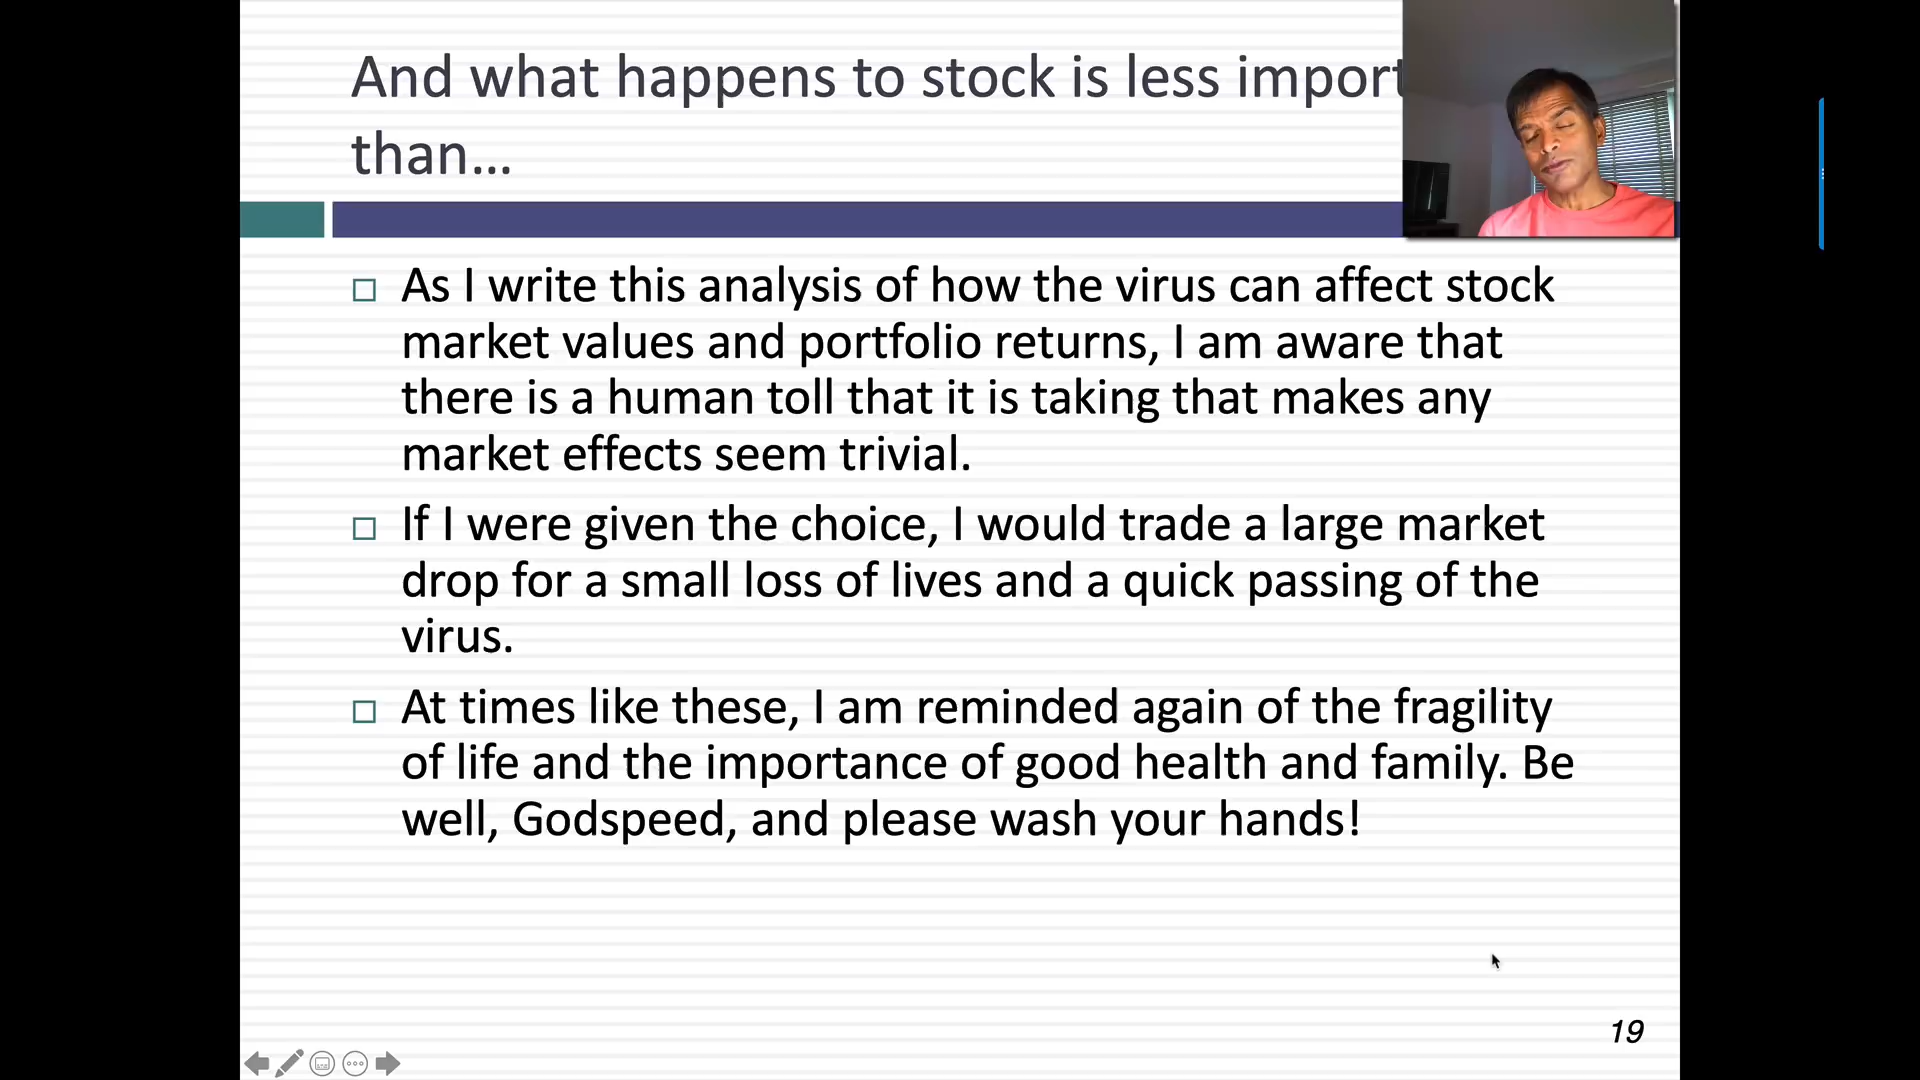 And what happens to stock is less import
than…
As I write this analysis of how the virus can affect stock
market values and portfolio returns, I am aware that
there is a human toll that it is taking that makes any
market effects seem trivial.
If I were given the choice, I would trade a large market
drop for a small loss of lives and a quick passing of the
virus.
At times like these, I am reminded again of the fragility
of life and the importance of good health and family. Be
well, Godspeed, and please wash your hands!
19